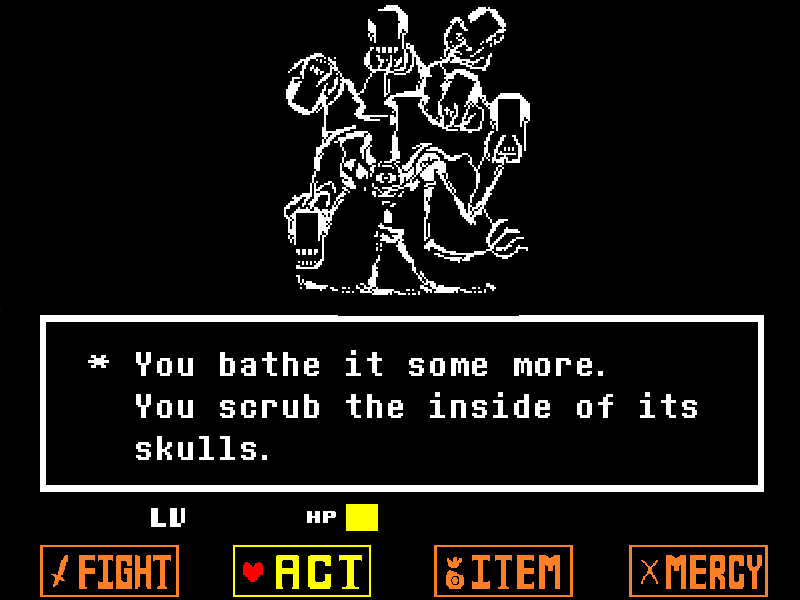 * You bathe it some more.
You scrub the inside of its
skulls.
LV HP
FIGHT ACT ITEM MERCY